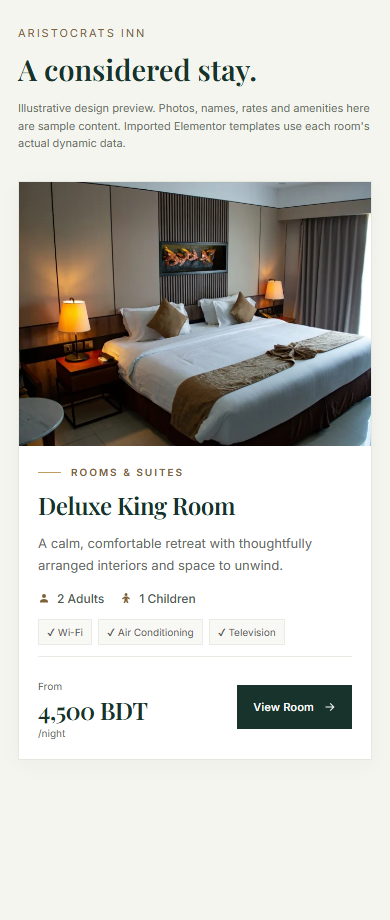 ARISTOCRATS INN
A considered stay.
Illustrative design preview. Photos, names, rates and amenities here
are sample content. Imported Elementor templates use each room's
actual dynamic data.
ROOMS & SUITES
Deluxe King Room
A calm, comfortable retreat with thoughtfully
arranged interiors and space to unwind.
2 Adults 1 Children
✓ Wi-Fi ✓ Air Conditioning ✓ Television
From
4,500 BDT
/night
View Room →